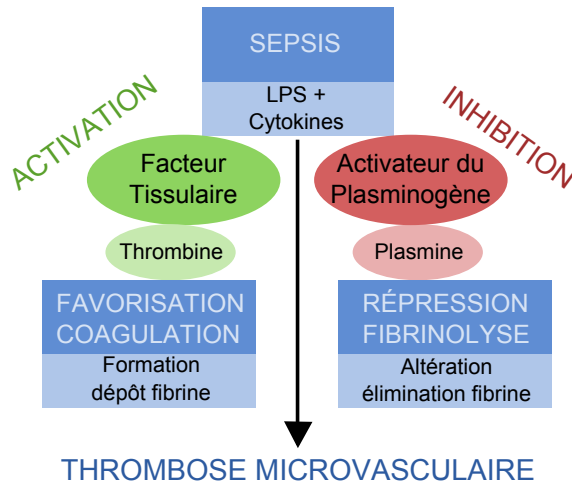 SEPSIS
LPS +
Cytokines
ACTIVATION
INHIBITION
Facteur
Tissulaire
Activateur du
Plasminogène
Thrombine
Plasmine
FAVORISATION
COAGULATION
Formation
dépôt fibrine
RÉPRESSION
FIBRINOLYSE
Altération
élimination fibrine
THROMBOSE MICROVASCULAIRE